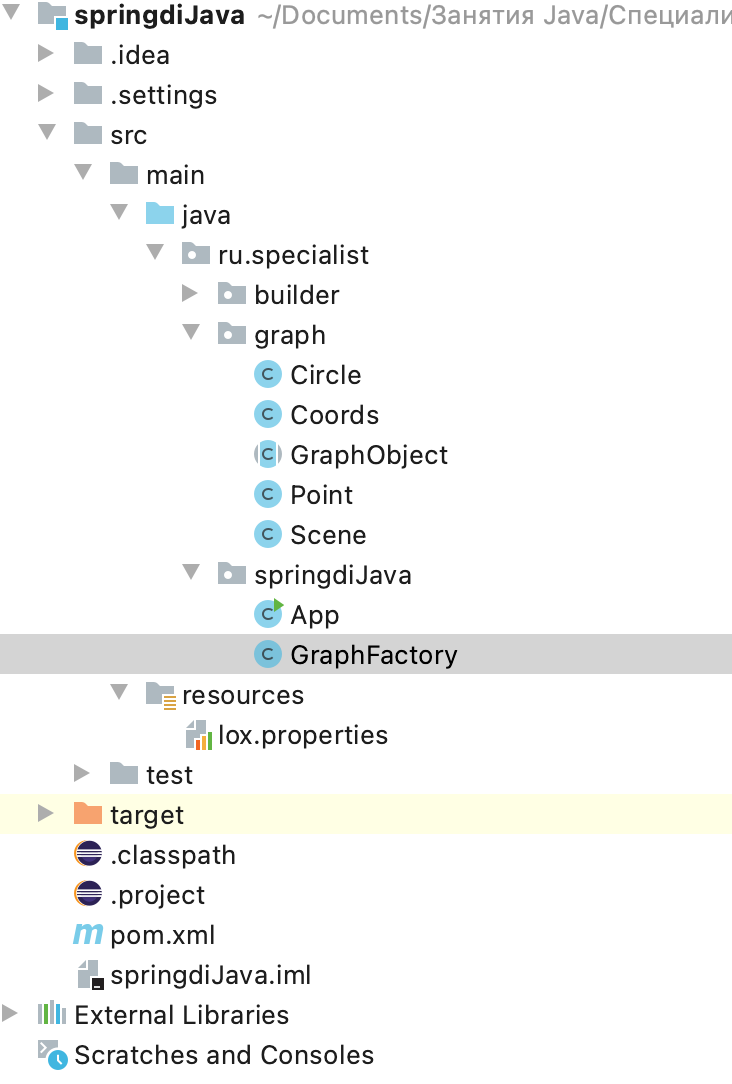 springdiJava ~/Documents/Занятия Java/Специали
.idea
.settings
src
main
java
ru.specialist
builder
graph
Circle
Coords
GraphObject
Point
Scene
springdiJava
App
GraphFactory
resources
lox.properties
test
target
.classpath
.project
pom.xml
springdiJava.iml
External Libraries
Scratches and Consoles